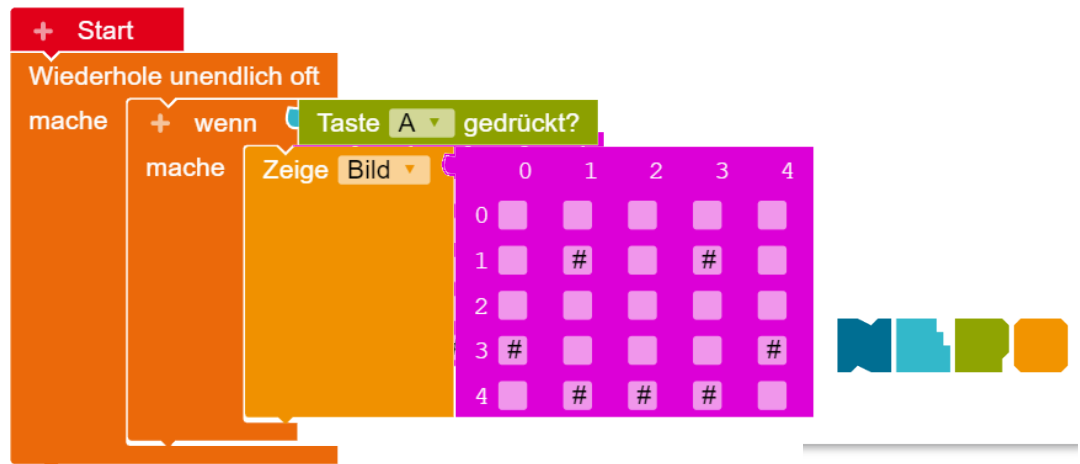 + Start
Wiederhole unendlich oft
mache + wenn Taste A gedrückt?
mache Zeige Bild 0 1 2 3 4
0
1 # #
2
3 # #
4 # # #
NEPO